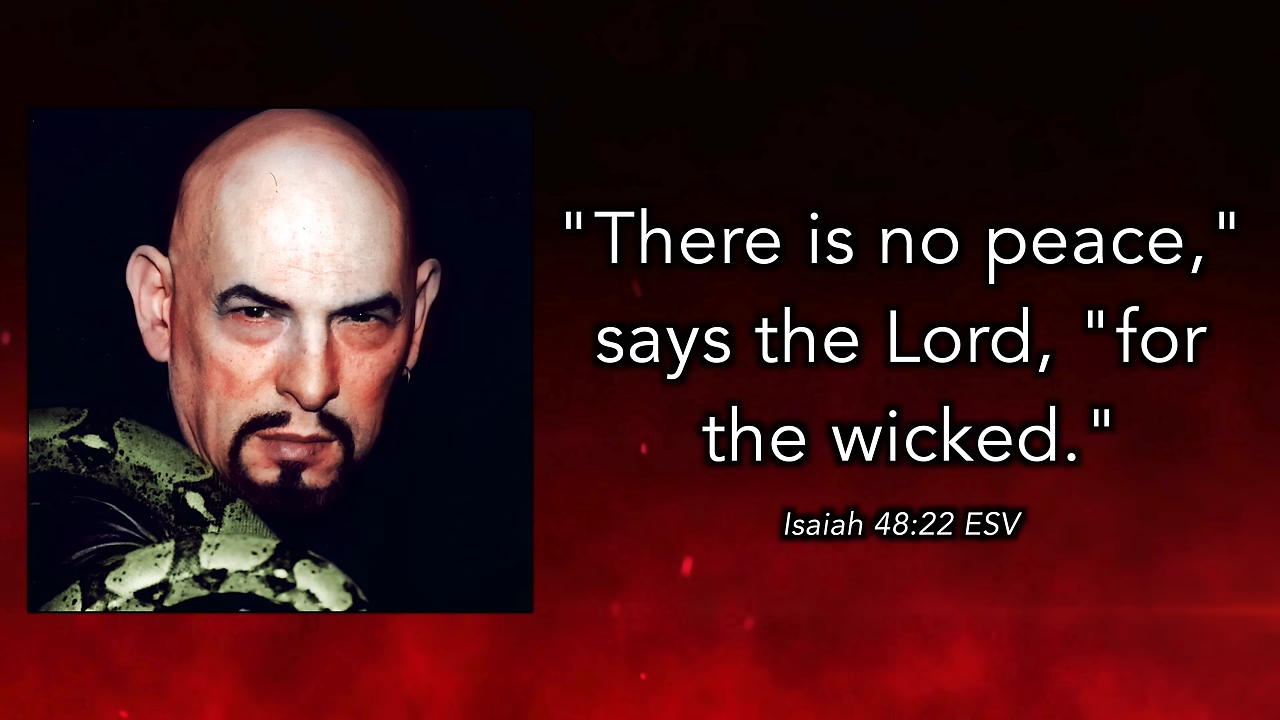 "There is no peace,"
says the Lord, "for
the wicked."
Isaiah 48:22 ESV